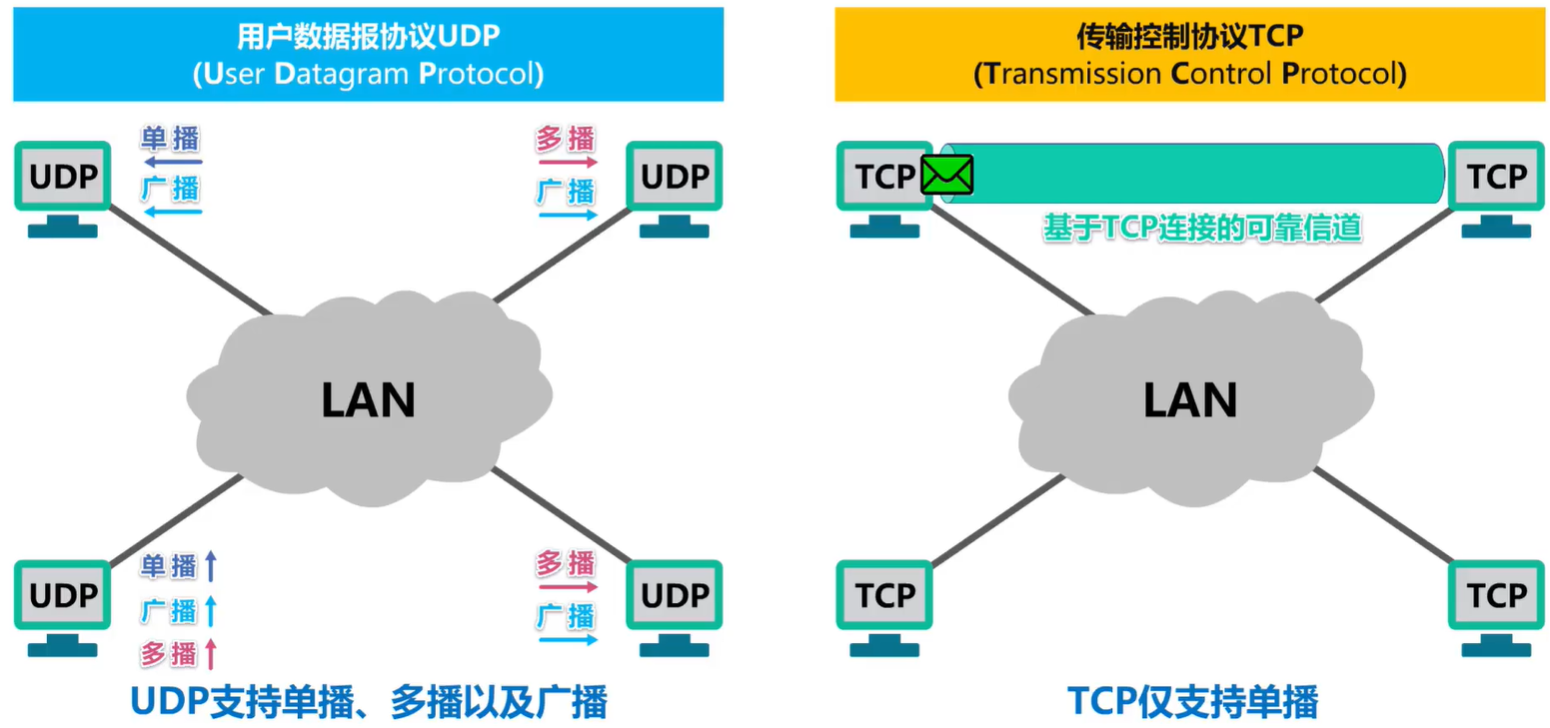 用户数据报协议UDP
(User Datagram Protocol)
单播
广播
UDP
多播
广播
UDP
LAN
UDP
单播
广播
多播
多播
广播
UDP
UDP支持单播、多播以及广播
传输控制协议TCP
(Transmission Control Protocol)
TCP
TCP
基于TCP连接的可靠信道
LAN
TCP
TCP
TCP仅支持单播